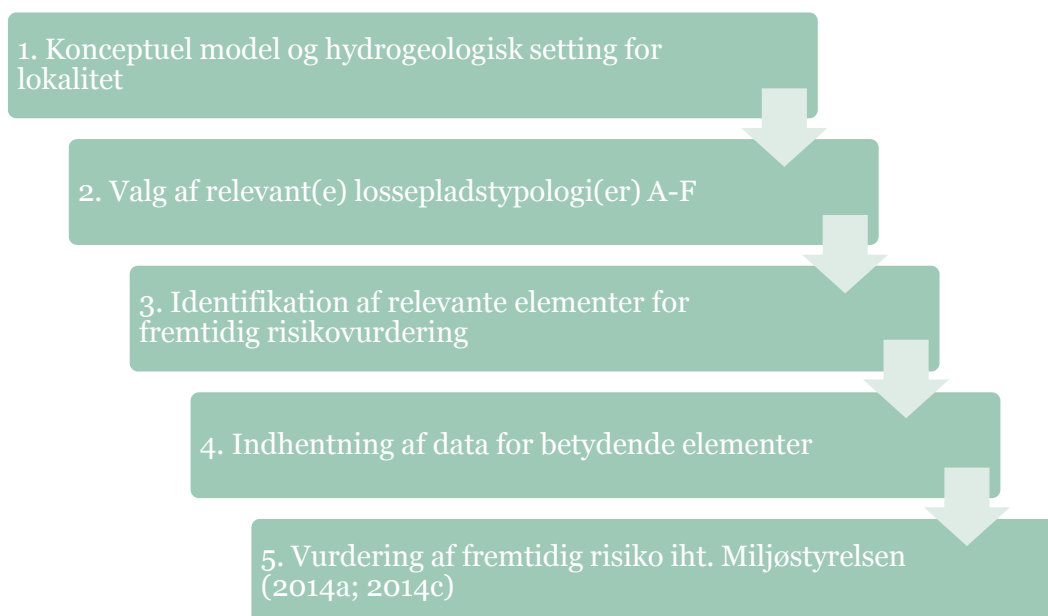 1. Konceptuel model og hydrogeologisk setting for
lokalitet
2. Valg af relevant(e) lossepladstypologi(er) A-F
3. Identifikation af relevante elementer for
fremtidig risikovurdering
4. Indhentning af data for betydende elementer
5. Vurdering af fremtidig risiko iht. Miljøstyrelsen
(2014a; 2014c)